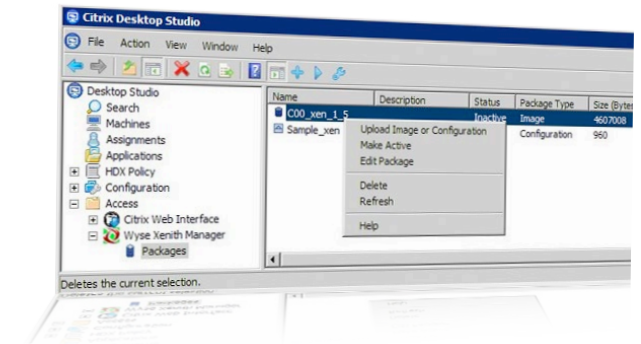 Citrix Desktop Studio
File Action View Window Help
Desktop Studio
Search
Machines
Assignments
Applications
HDX Policy
Configuration
Access
Citrix Web Interface
Wyse Xenith Manager
Packages
Name Description Status Package Type Size (Bytes
C00_xen_1_5 Inactive Image 4607008
Sample_xen Configuration 960
Upload Image or Configuration
Make Active
Edit Package
Delete
Refresh
Help
Deletes the current selection.